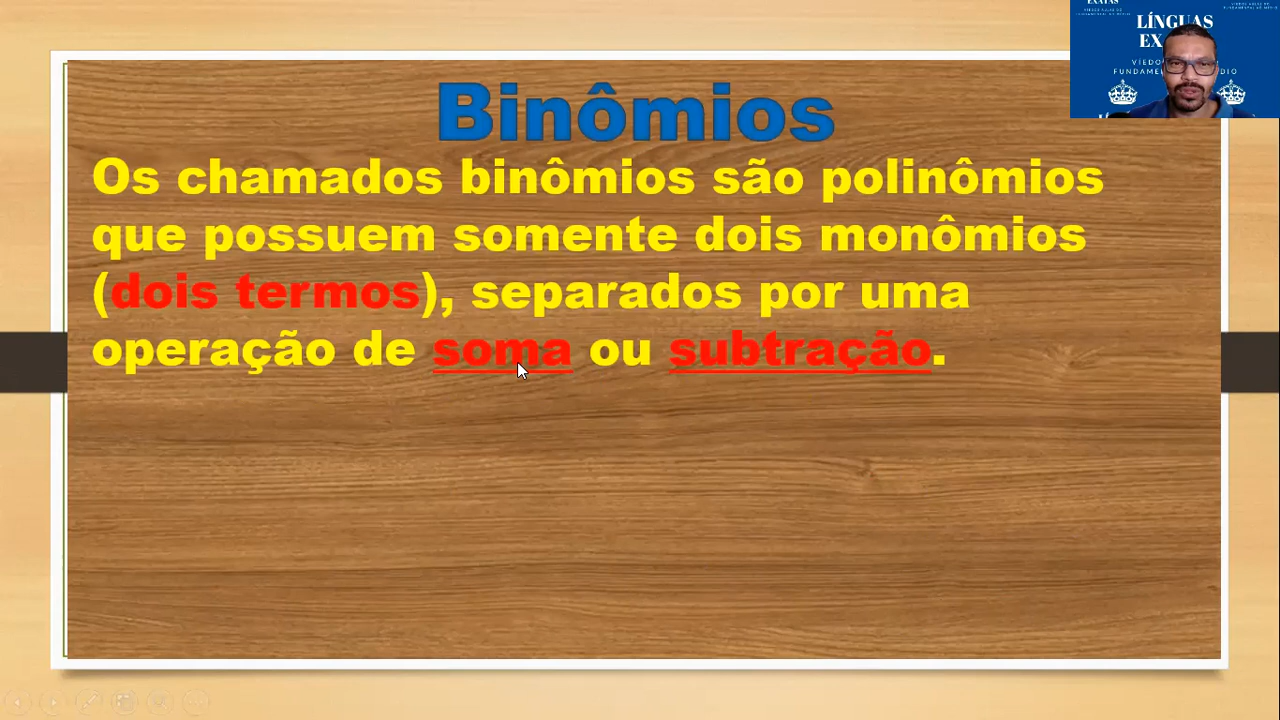 EXATAS
LÍNGUAS
EX
Binômios
Os chamados binômios são polinômios
que possuem somente dois monômios
(dois termos), separados por uma
operação de soma ou subtração.